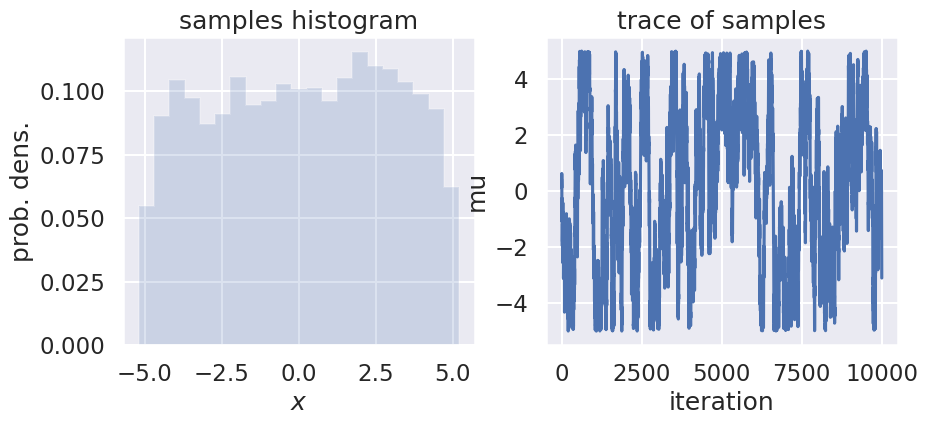 samples histogram
prob. dens.
0.100
0.075
0.050
0.025
0.000
−5.0 −2.5 0.0 2.5 5.0
x
trace of samples
mu
4
2
0
−2
−4
0 2500 5000 7500 10000
iteration